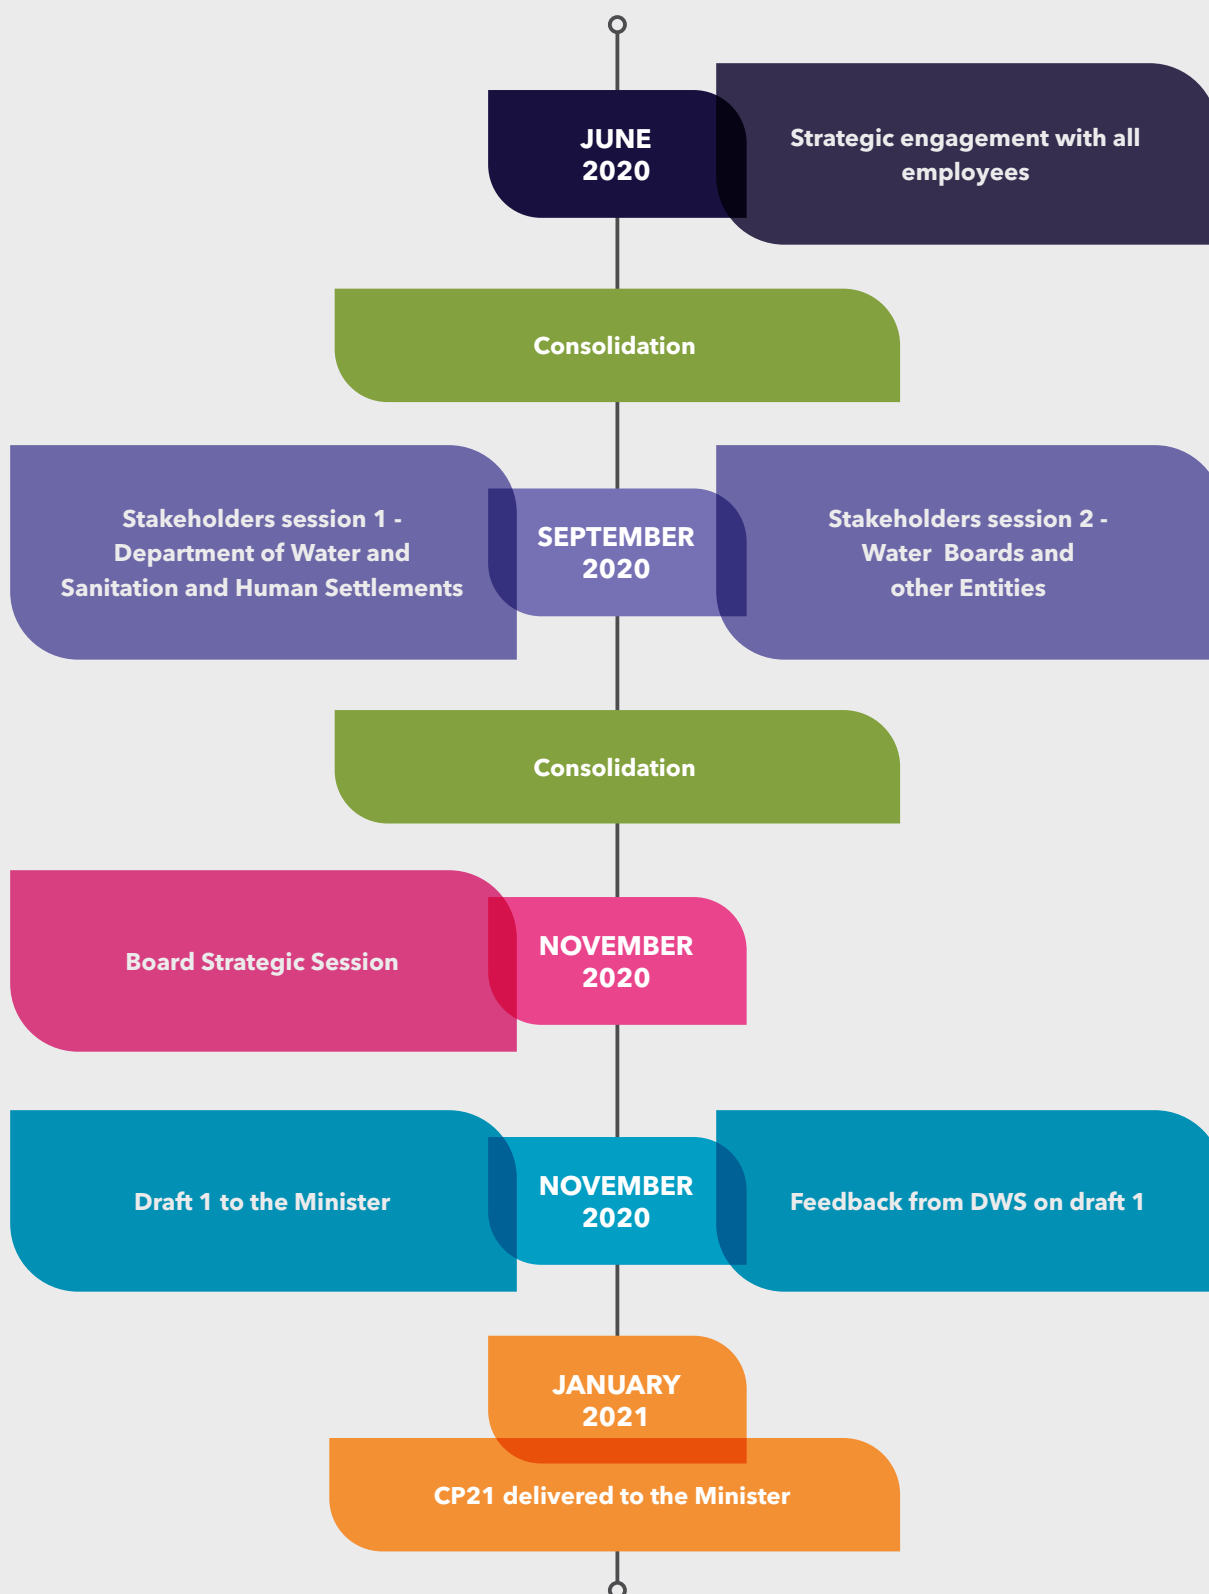 JUNE
2020
Strategic engagement with all
employees
Consolidation
Stakeholders session 1 -
Department of Water and
Sanitation and Human Settlements
SEPTEMBER
2020
Stakeholders session 2 -
Water Boards and
other Entities
Consolidation
Board Strategic Session
NOVEMBER
2020
Draft 1 to the Minister
NOVEMBER
2020
Feedback from DWS on draft 1
JANUARY
2021
CP21 delivered to the Minister